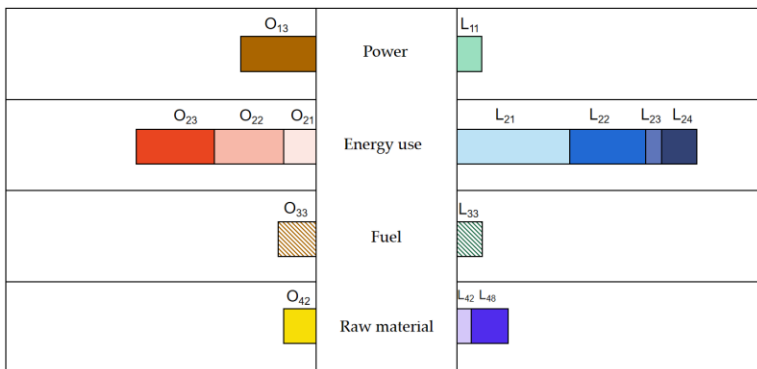 O₁₃ Power L₁₁
O₂₃ O₂₂ O₂₁ Energy use L₂₁ L₂₂ L₂₃ L₂₄
O₃₃ Fuel L₃₃
O₄₂ Raw material L₄₂ L₄₈